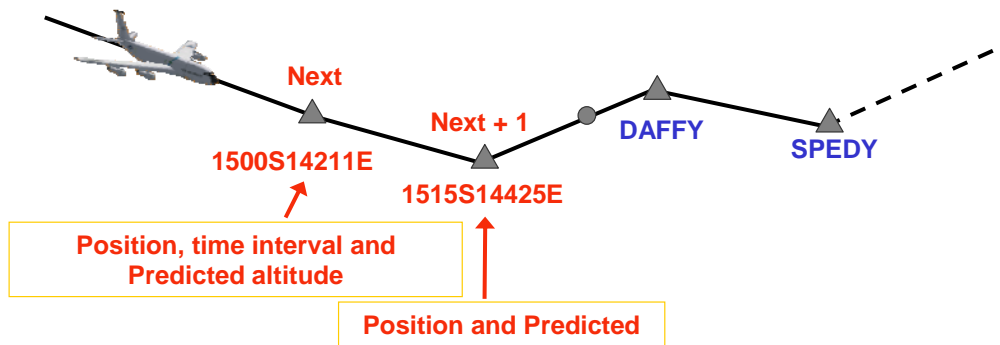 Next
Next + 1
DAFFY
SPEDY
1500S14211E
1515S14425E
Position, time interval and
Predicted altitude
Position and Predicted